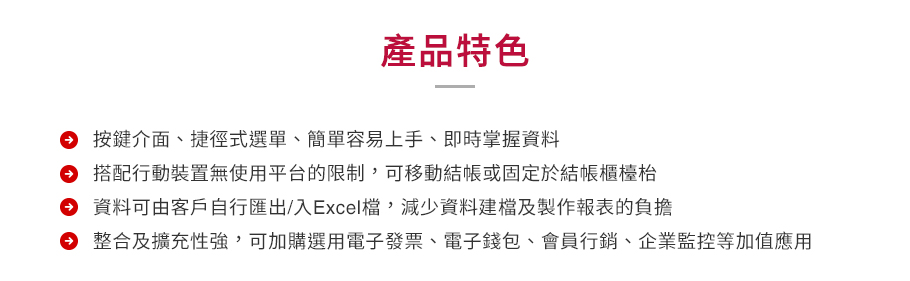 產品特色
按鍵介面、捷徑式選單、簡單容易上手、即時掌握資料
搭配行動裝置無使用平台的限制，可移動結帳或固定於結帳櫃檯枱
資料可由客戶自行匯出/入Excel檔，減少資料建檔及製作報表的負擔
整合及擴充性強，可加購選用電子發票、電子錢包、會員行銷、企業監控等加值應用